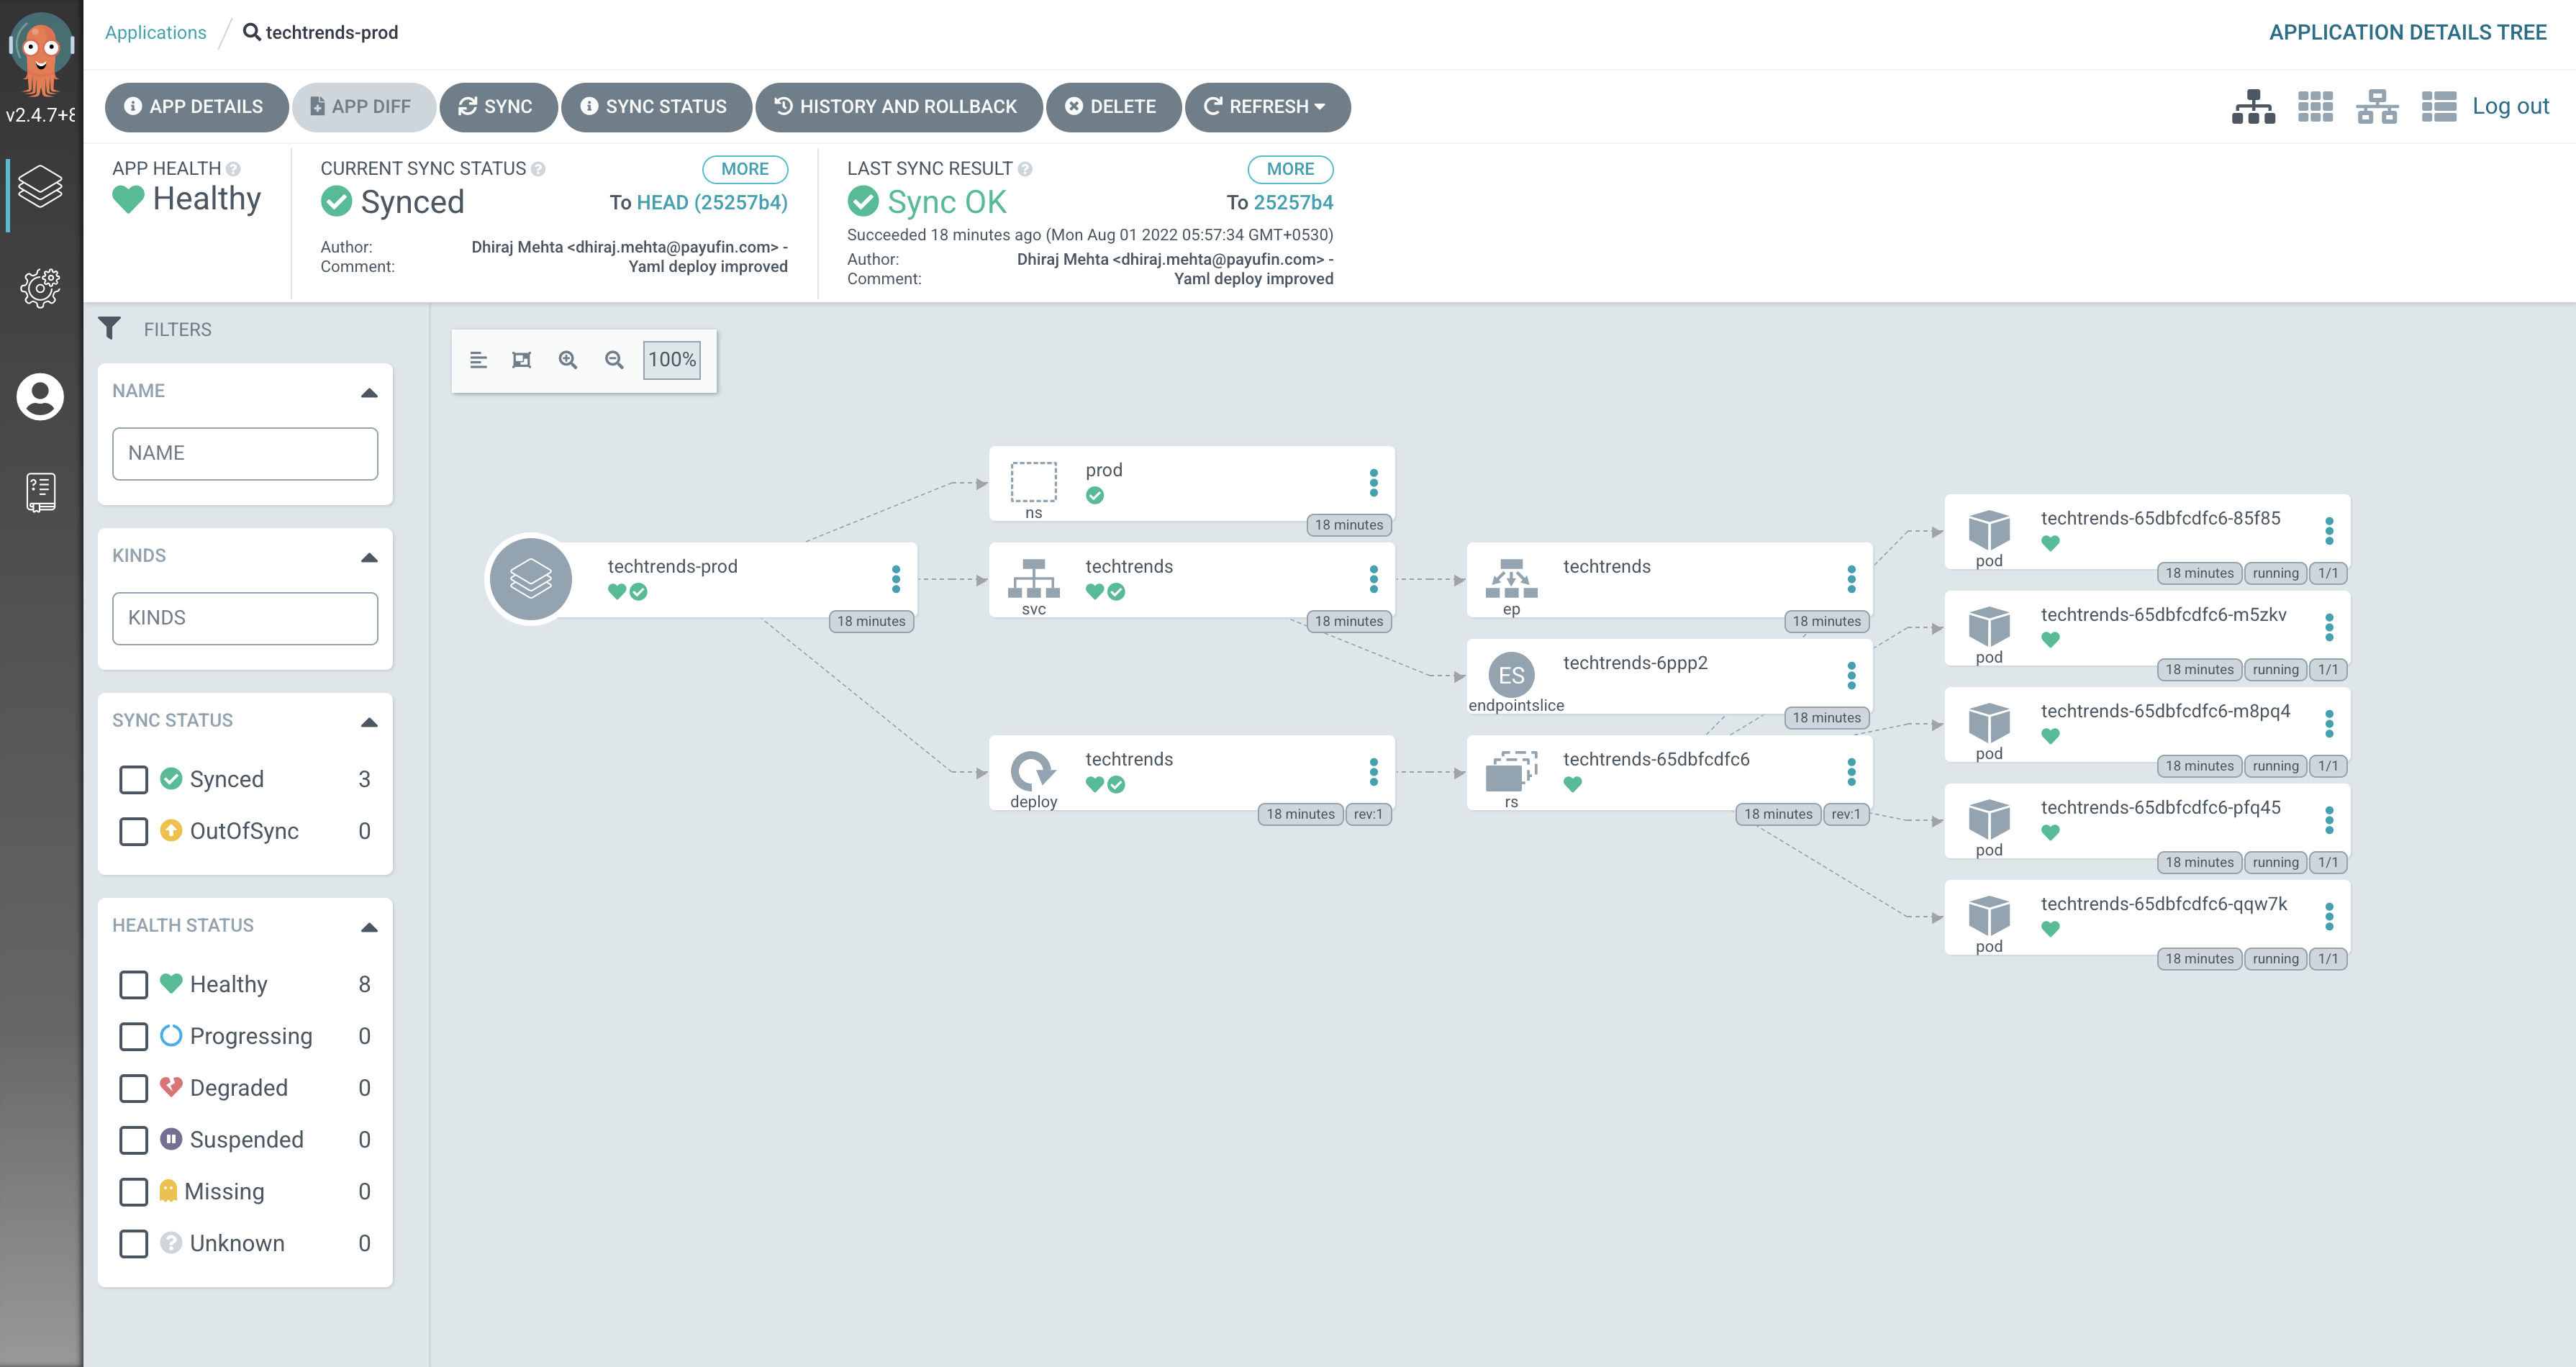 Applications / techtrends-prod
APPLICATION DETAILS TREE
v2.4.7+8
APP DETAILS
APP DIFF
SYNC
SYNC STATUS
HISTORY AND ROLLBACK
DELETE
REFRESH
Log out
APP HEALTH
Healthy
CURRENT SYNC STATUS
MORE
Synced
To HEAD (25257b4)
Author: Dhiraj Mehta <dhiraj.mehta@payufin.com> -
Comment: Yaml deploy improved
LAST SYNC RESULT
MORE
Sync OK
To 25257b4
Succeeded 18 minutes ago (Mon Aug 01 2022 05:57:34 GMT+0530)
Author: Dhiraj Mehta <dhiraj.mehta@payufin.com> -
Comment: Yaml deploy improved
FILTERS
NAME
NAME
KINDS
KINDS
SYNC STATUS
Synced 3
OutOfSync 0
HEALTH STATUS
Healthy 8
Progressing 0
Degraded 0
Suspended 0
Missing 0
Unknown 0
100%
techtrends-prod
18 minutes
prod
ns
18 minutes
techtrends
svc
18 minutes
techtrends
deploy
18 minutes rev:1
techtrends
ep
18 minutes
ES
techtrends-6ppp2
endpointslice
18 minutes
techtrends-65dbfcdfc6
rs
18 minutes rev:1
techtrends-65dbfcdfc6-85f85
pod
18 minutes running 1/1
techtrends-65dbfcdfc6-m5zkv
pod
18 minutes running 1/1
techtrends-65dbfcdfc6-m8pq4
pod
18 minutes running 1/1
techtrends-65dbfcdfc6-pfq45
pod
18 minutes running 1/1
techtrends-65dbfcdfc6-qqw7k
pod
18 minutes running 1/1